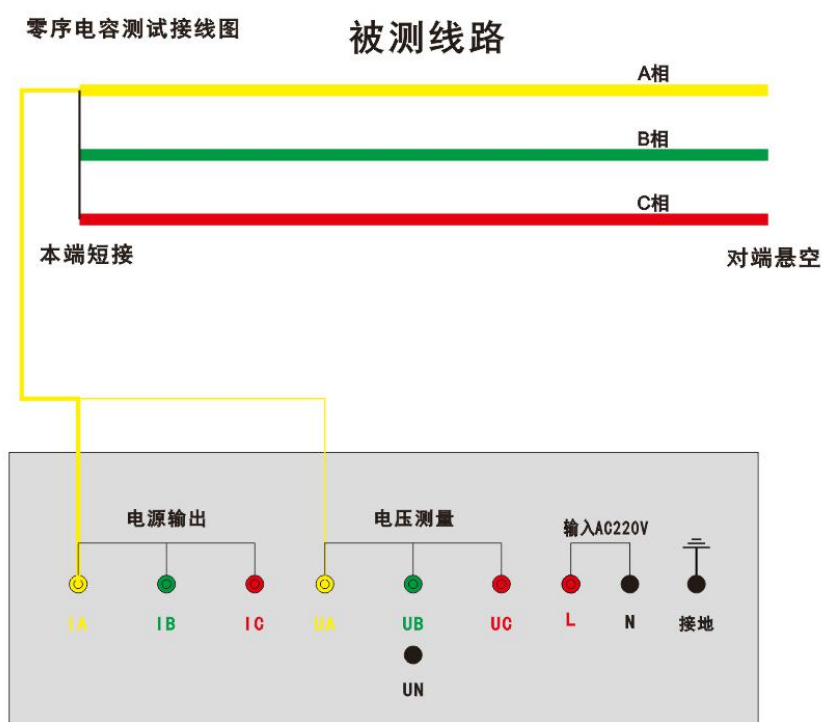 零序电容测试接线图
被测线路
A相
B相
C相
本端短接
对端悬空
电源输出
电压测量
输入AC220V
IA
IB
IC
UA
UB
UC
L
N
接地
UN